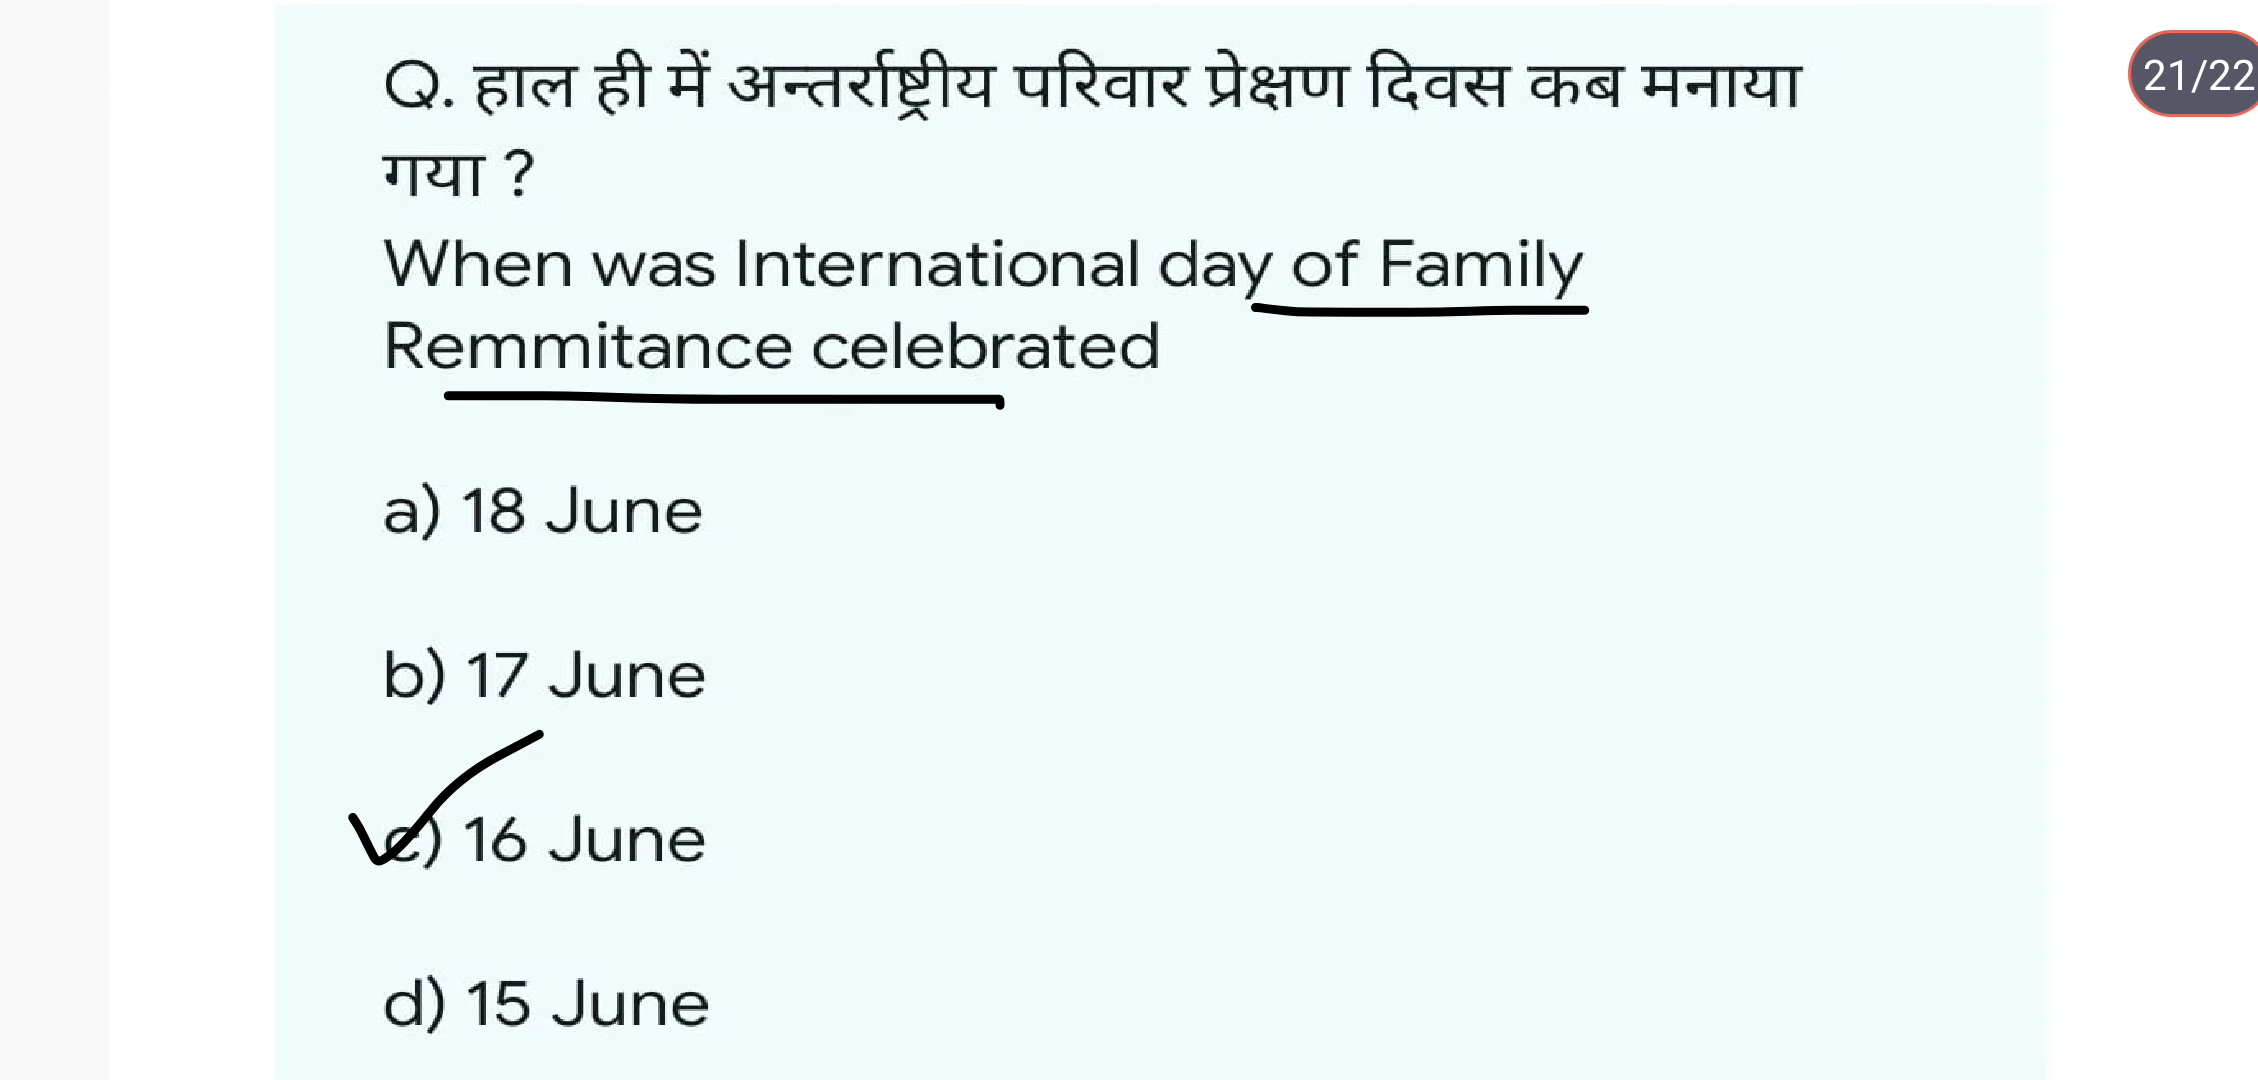 Q. हाल ही में अन्तर्राष्ट्रीय परिवार प्रेक्षण दिवस कब मनाया
21/22
गया ?
When was International day of Family
Remmitance celebrated
a) 18 June
b) 17 June
c) 16 June
d) 15 June